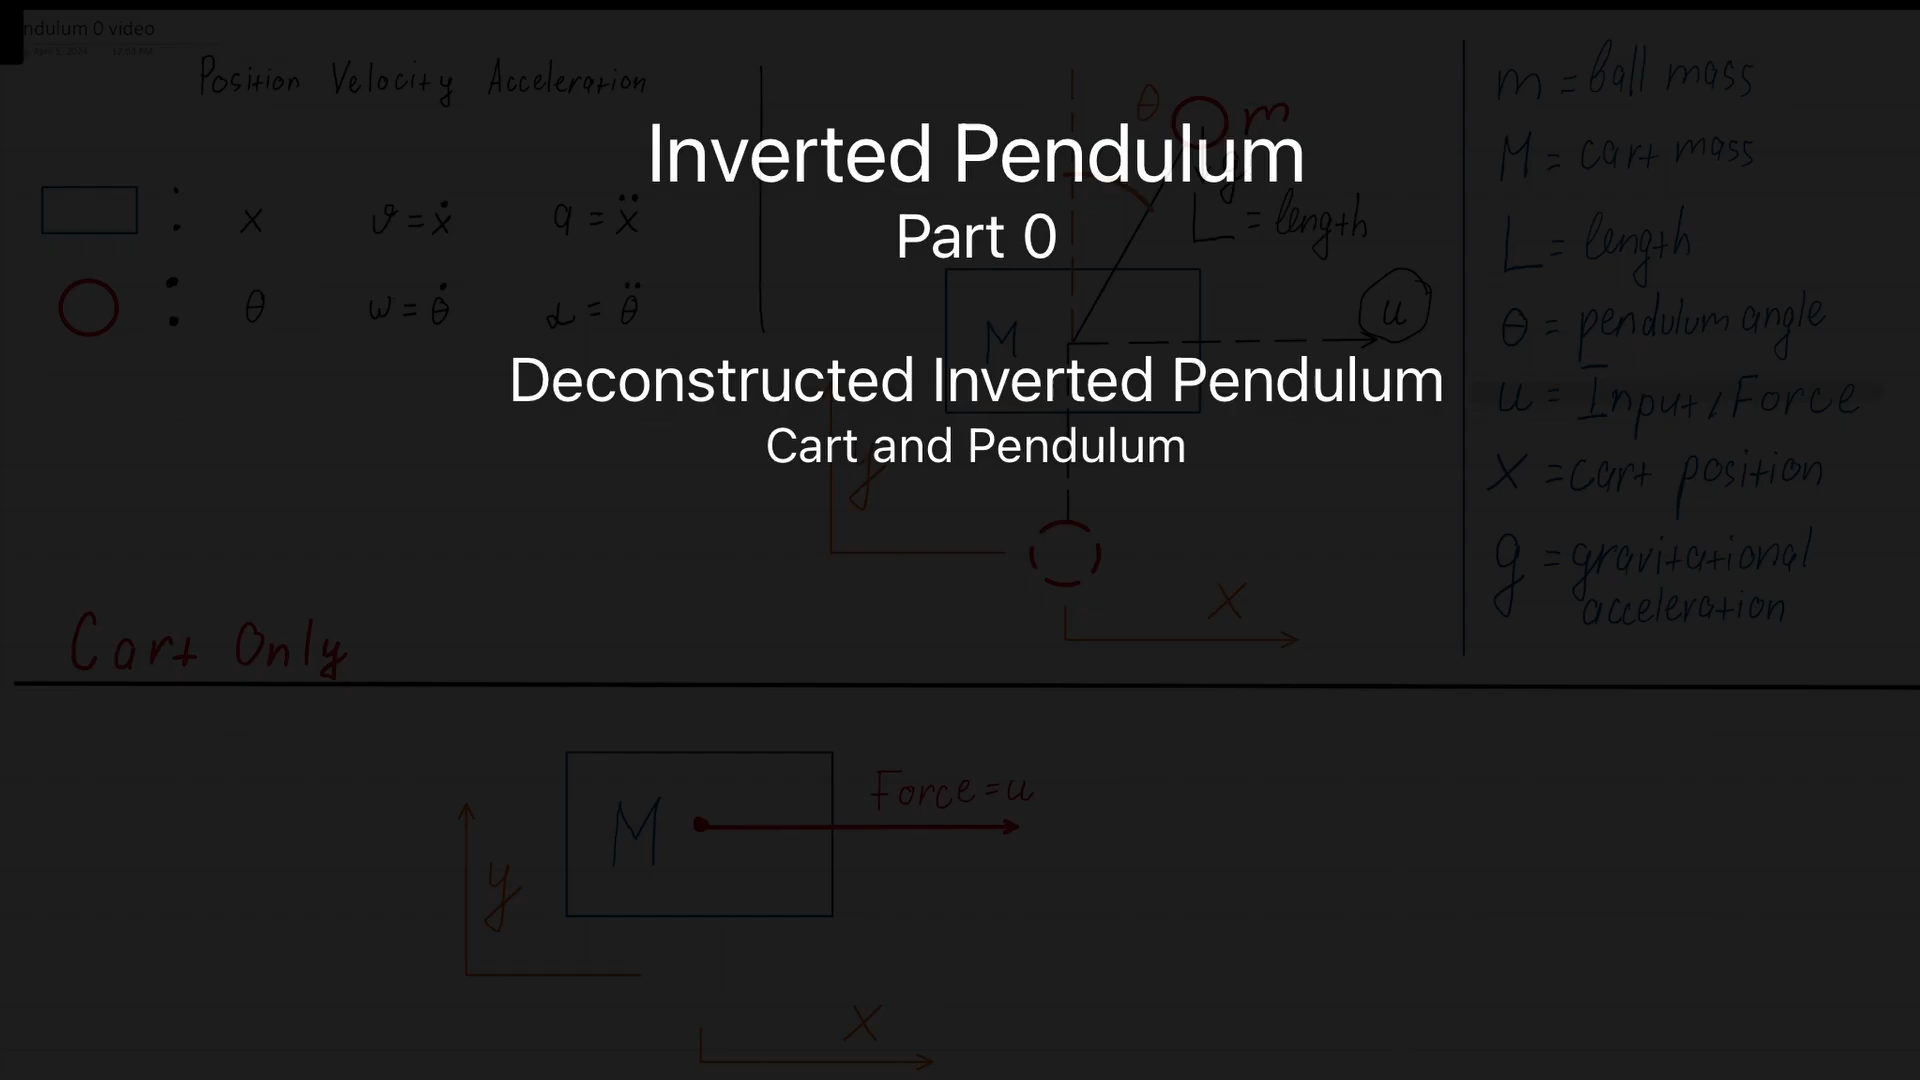 ndulum 0 video
Inverted Pendulum
Part 0
Deconstructed Inverted Pendulum
Cart and Pendulum
Position Velocity Acceleration
: x v = ẋ a = ẍ
: θ ω = θ̇ α = θ̈
θ
m
g
L = length
M
u
y
x
m = ball mass
M = cart mass
L = length
θ = pendulum angle
u = Input / Force
x = cart position
g = gravitational
acceleration
Cart Only
M
Force = u
y
x